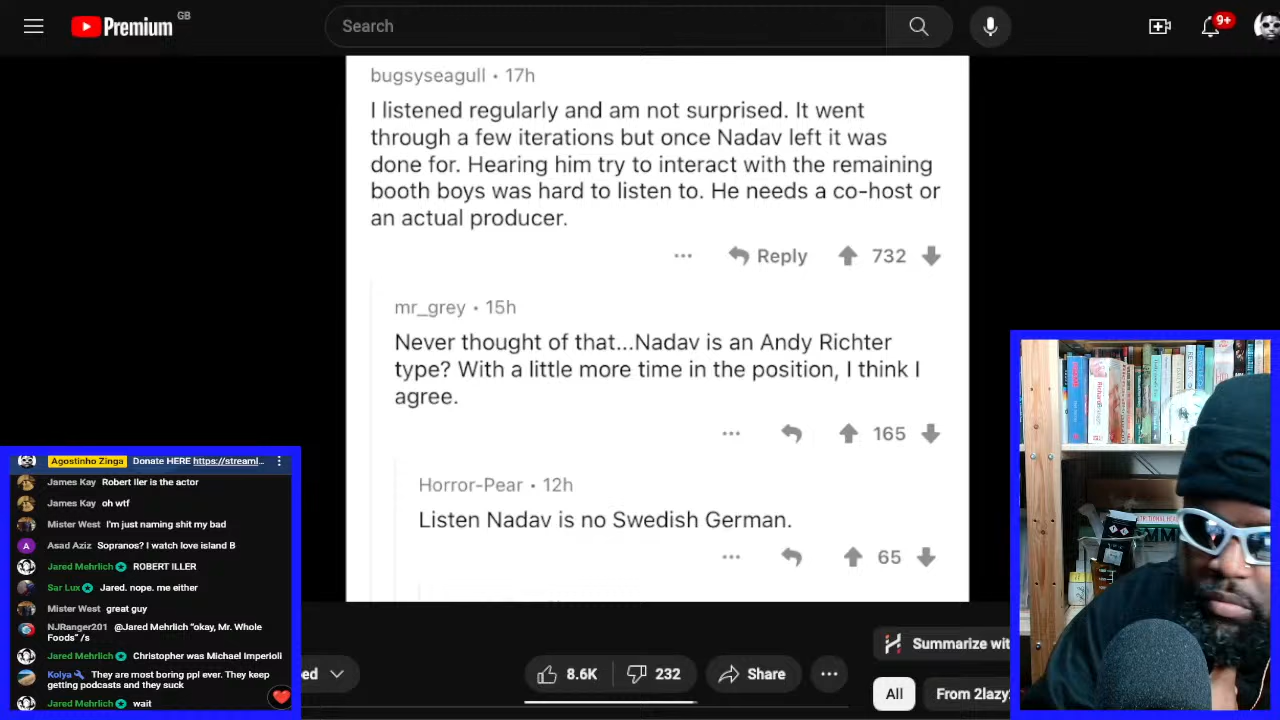 Premium GB
Search
9+
bugsyseagull • 17h
I listened regularly and am not surprised. It went
through a few iterations but once Nadav left it was
done for. Hearing him try to interact with the remaining
booth boys was hard to listen to. He needs a co-host or
an actual producer.
Reply 732
mr_grey • 15h
Never thought of that...Nadav is an Andy Richter
type? With a little more time in the position, I think I
agree.
165
Horror-Pear • 12h
Listen Nadav is no Swedish German.
65
Agostinho Zinga Donate HERE https://streaml...
James Kay Robert Iler is the actor
James Kay oh wtf
Mister West I'm just naming shit my bad
A Asad Aziz Sopranos? I watch love island B
Jared Mehrlich ROBERT ILLER
Sar Lux Jared. nope. me either
Mister West great guy
NJRanger201 @Jared Mehrlich “okay, Mr. Whole
Foods” /s
Jared Mehrlich Christopher was Michael Imperioli
Kolya They are most boring ppl ever. They keep
getting podcasts and they suck
Jared Mehrlich wait
ed
8.6K 232 Share
Summarize wit
All From 2lazy